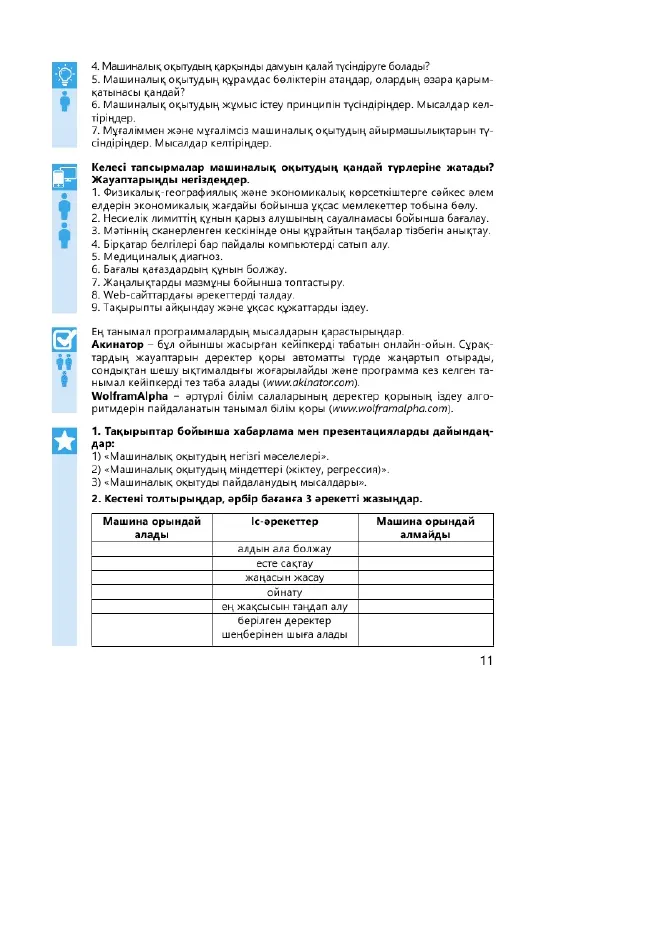 4. Машиналық оқытудың қарқынды дамуын қалай түсіндіруге болады?
5. Машиналық оқытудың құрамдас бөліктерін атаңдар, олардың өзара қарым-
қатынасы қандай?
6. Машиналық оқытудың жұмыс істеу принципін түсіндіріңдер. Мысалдар кел-
тіріңдер.
7. Мұғаліммен және мұғалімсіз машиналық оқытудың айырмашылықтарын тү-
сіндіріңдер. Мысалдар келтіріңдер.
Келесі тапсырмалар машиналық оқытудың қандай түрлеріне жатады?
Жауаптарыңды негіздеңдер.
1. Физикалық-географиялық және экономикалық көрсеткіштерге сәйкес әлем
елдерін экономикалық жағдайы бойынша ұқсас мемлекеттер тобына бөлу.
2. Несиелік лимиттің құнын қарыз алушының сауалнамасы бойынша бағалау.
3. Мәтіннің сканерленген кескінінде оны құрайтын таңбалар тізбегін анықтау.
4. Бірқатар белгілері бар пайдалы компьютерді сатып алу.
5. Медициналық диагноз.
6. Бағалы қағаздардың құнын болжау.
7. Жаңалықтарды мазмұны бойынша топтастыру.
8. Web-сайттардағы әрекеттерді талдау.
9. Тақырыпты айқындау және ұқсас құжаттарды іздеу.
Ең танымал программалардың мысалдарын қарастырыңдар.
Акинатор – бұл ойыншы жасырған кейіпкерді табатын онлайн-ойын. Сұрақ-
тардың жауаптарын деректер қоры автоматты түрде жаңартып отырады,
сондықтан шешу ықтималдығы жоғарылайды және программа кез келген та-
нымал кейіпкерді тез таба алады (www.akinator.com).
WolframAlpha – әртүрлі білім салаларының деректер қорының іздеу алго-
ритмдерін пайдаланатын танымал білім қоры (www.wolframalpha.com).
1. Тақырыптар бойынша хабарлама мен презентацияларды дайындаң-
дар:
1) «Машиналық оқытудың негізгі мәселелері».
2) «Машиналық оқытудың міндеттері (жіктеу, регрессия)».
3) «Машиналық оқытуды пайдаланудың мысалдары».
2. Кестені толтырыңдар, әрбір бағанға 3 әрекетті жазыңдар.
Машина орындай Іс-әрекеттер Машина орындай
алады алмайды
алдын ала болжау
есте сақтау
жаңасын жасау
ойнату
ең жақсысын таңдап алу
берілген деректер
шеңберінен шыға алады
11